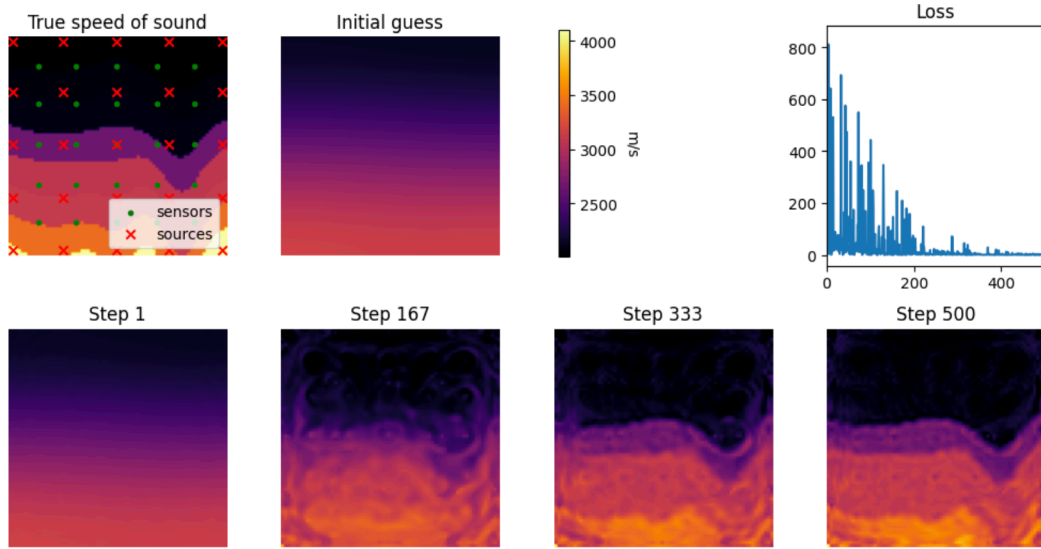 True speed of sound
Initial guess
Loss
4000
3500
3000
2500
m/s
800
600
400
200
0
0
200
400
sensors
sources
Step 1
Step 167
Step 333
Step 500